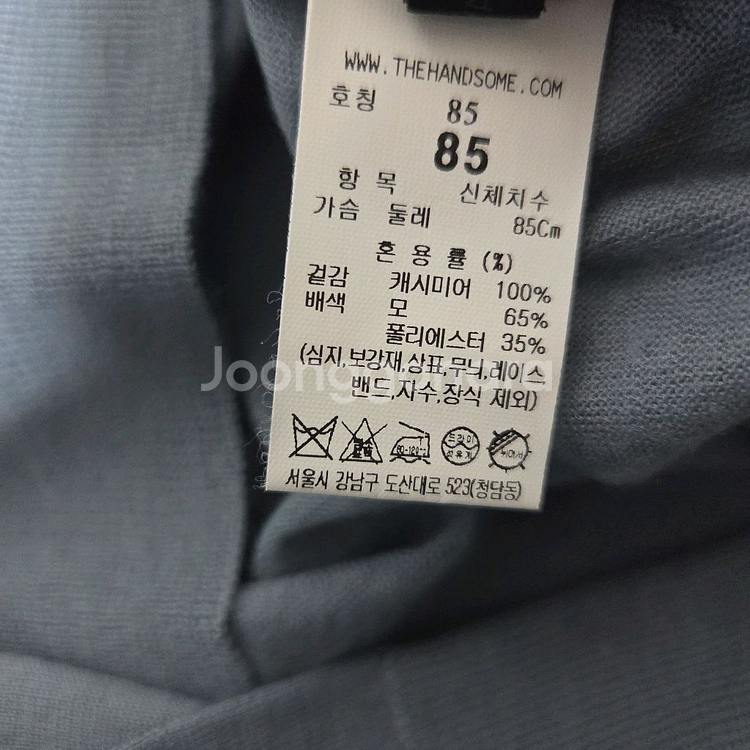 WWW.THEHANDSOME.COM
호칭 85
85
항 목 신체치수
가슴 둘레 85Cm
혼 용 률 (%)
겉감 캐시미어 100%
배색 모 65%
폴리에스터 35%
(심지,보강재,상표,무늬,레이스
밴드,자수,장식 제외)
드라이
서울시 강남구 도산대로 523(청담동)